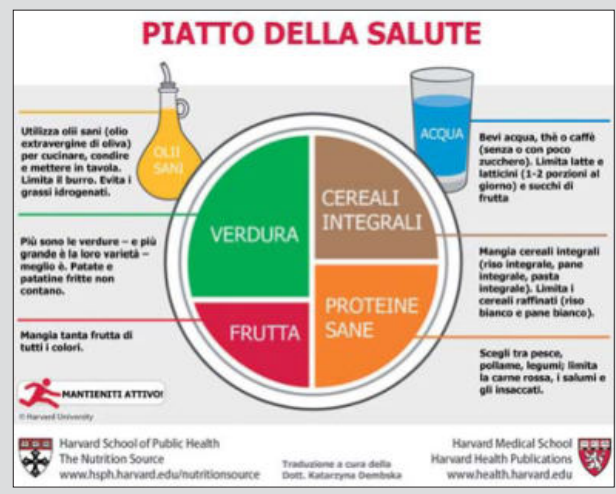 PIATTO DELLA SALUTE
Utilizza olii sani (olio
extravergine di oliva)
per cucinare, condire
e mettere in tavola.
Limita il burro. Evita i
grassi idrogenati.
OLII
SANI
ACQUA
Bevi acqua, thè o caffè
(senza o con poco
zucchero). Limita latte e
latticini (1-2 porzioni al
giorno) e succhi di
frutta
Più sono le verdure – e più
grande è la loro varietà –
meglio è. Patate e
patatine fritte non
contano.
VERDURA
CEREALI
INTEGRALI
Mangia cereali integrali
(riso integrale, pane
integrale, pasta
integrale). Limita i
cereali raffinati (riso
bianco e pane bianco).
Mangia tanta frutta di
tutti i colori.
FRUTTA
PROTEINE
SANE
Scegli tra pesce,
pollame, legumi; limita
la carne rossa, i salumi e
gli insaccati.
MANTIENITI ATTIVO!
© Harvard University
Harvard School of Public Health
The Nutrition Source
www.hsph.harvard.edu/nutritionsource
Traduzione a cura della
Dott. Katarzyna Dembska
Harvard Medical School
Harvard Health Publications
www.health.harvard.edu